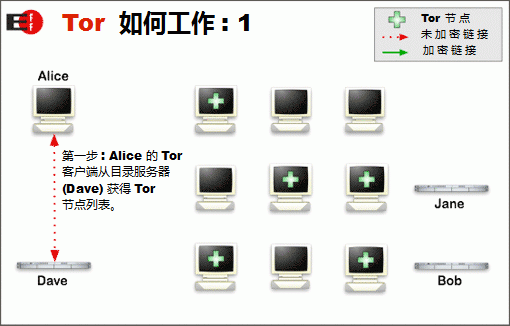 EFF
Tor 如何工作：1
Tor 节点
未加密链接
加密链接
Alice
第一步：Alice 的 Tor
客户端从目录服务器
(Dave) 获得 Tor
节点列表。
Jane
Dave
Bob